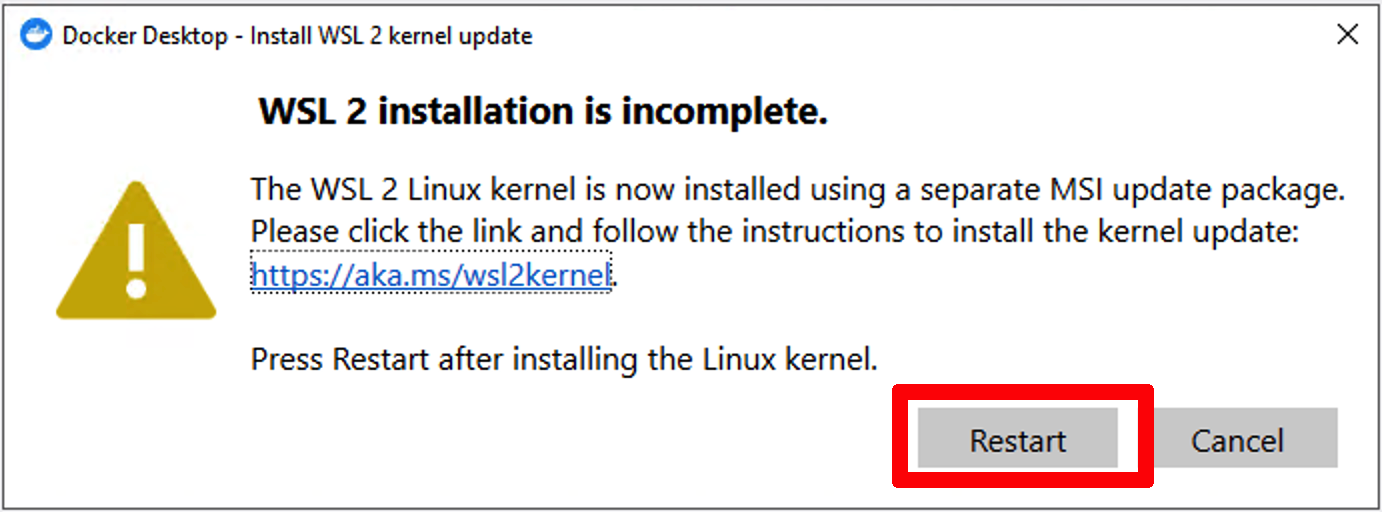 Docker Desktop - Install WSL 2 kernel update
WSL 2 installation is incomplete.
The WSL 2 Linux kernel is now installed using a separate MSI update package.
Please click the link and follow the instructions to install the kernel update:
https://aka.ms/wsl2kernel.
Press Restart after installing the Linux kernel.
Restart Cancel